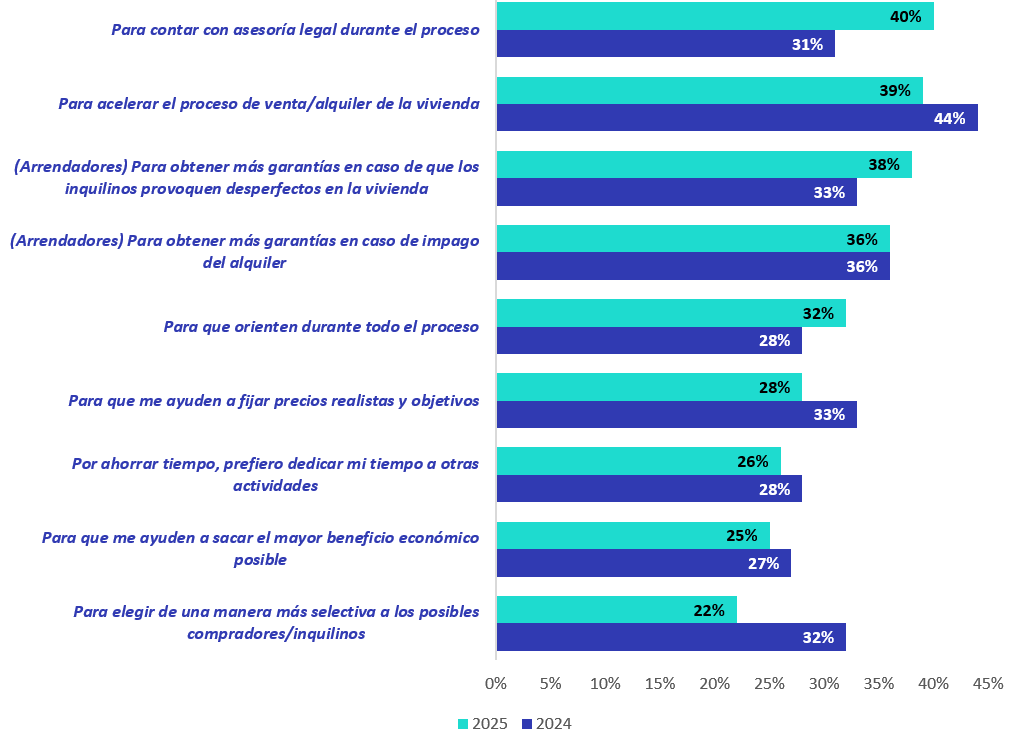 Para contar con asesoría legal durante el proceso
40%
31%
Para acelerar el proceso de venta/alquiler de la vivienda
39%
44%
(Arrendadores) Para obtener más garantías en caso de que los
inquilinos provoquen desperfectos en la vivienda
38%
33%
(Arrendadores) Para obtener más garantías en caso de impago
del alquiler
36%
36%
Para que orienten durante todo el proceso
32%
28%
Para que me ayuden a fijar precios realistas y objetivos
28%
33%
Por ahorrar tiempo, prefiero dedicar mi tiempo a otras
actividades
26%
28%
Para que me ayuden a sacar el mayor beneficio económico
posible
25%
27%
Para elegir de una manera más selectiva a los posibles
compradores/inquilinos
22%
32%
0% 5% 10% 15% 20% 25% 30% 35% 40% 45%
2025 2024